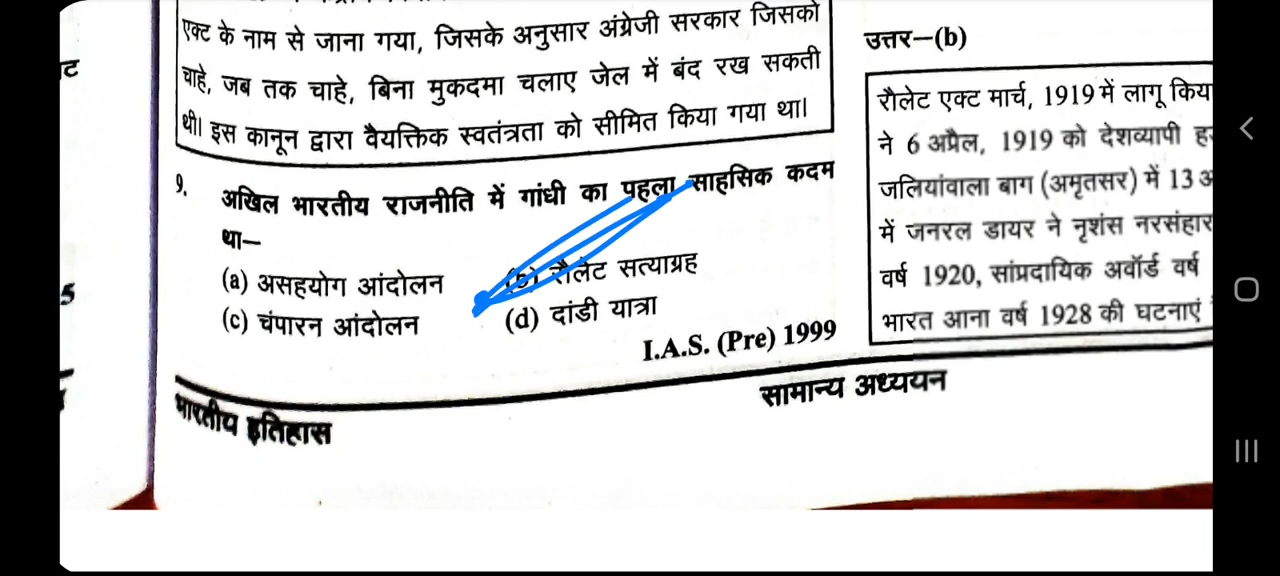 एक्ट के नाम से जाना गया, जिसके अनुसार अंग्रेजी सरकार जिसको
चाहे, जब तक चाहे, बिना मुकदमा चलाए जेल में बंद रख सकती
थी। इस कानून द्वारा वैयक्तिक स्वतंत्रता को सीमित किया गया था।
9. अखिल भारतीय राजनीति में गांधी का पहला साहसिक कदम
था–
(a) असहयोग आंदोलन (b) रौलेट सत्याग्रह
(c) चंपारन आंदोलन (d) दांडी यात्रा
I.A.S. (Pre) 1999
भारतीय इतिहास
सामान्य अध्ययन
उत्तर–(b)
रौलेट एक्ट मार्च, 1919 में लागू किया
ने 6 अप्रैल, 1919 को देशव्यापी
जलियांवाला बाग (अमृतसर) में 13
में जनरल डायर ने नृशंस नरसंहार
वर्ष 1920, सांप्रदायिक अवॉर्ड वर्ष
भारत आना वर्ष 1928 की घटनाएं